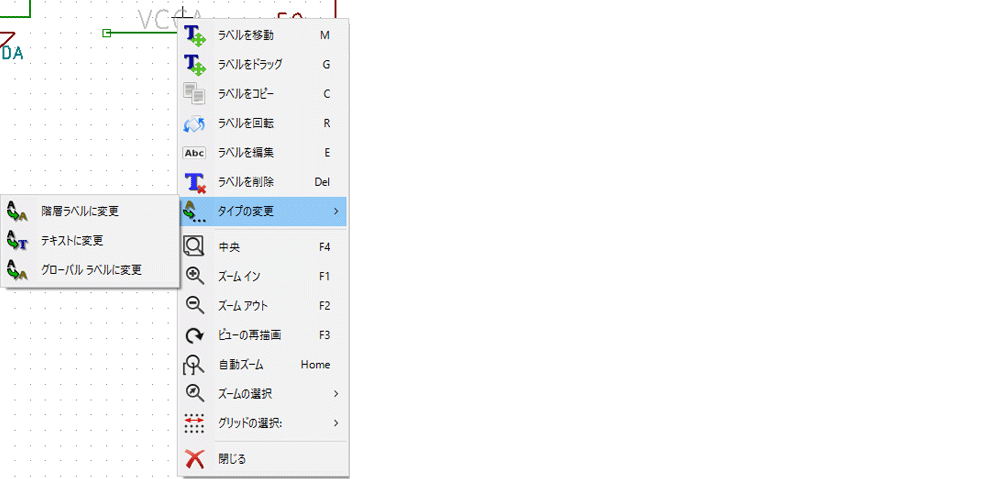 VCCA
DA
ラベルを移動 M
ラベルをドラッグ G
ラベルをコピー C
ラベルを回転 R
Abc ラベルを編集 E
ラベルを削除 Del
タイプの変更
階層ラベルに変更
テキストに変更
グローバル ラベルに変更
中央 F4
ズーム イン F1
ズーム アウト F2
ビューの再描画 F3
自動ズーム Home
ズームの選択
グリッドの選択:
閉じる